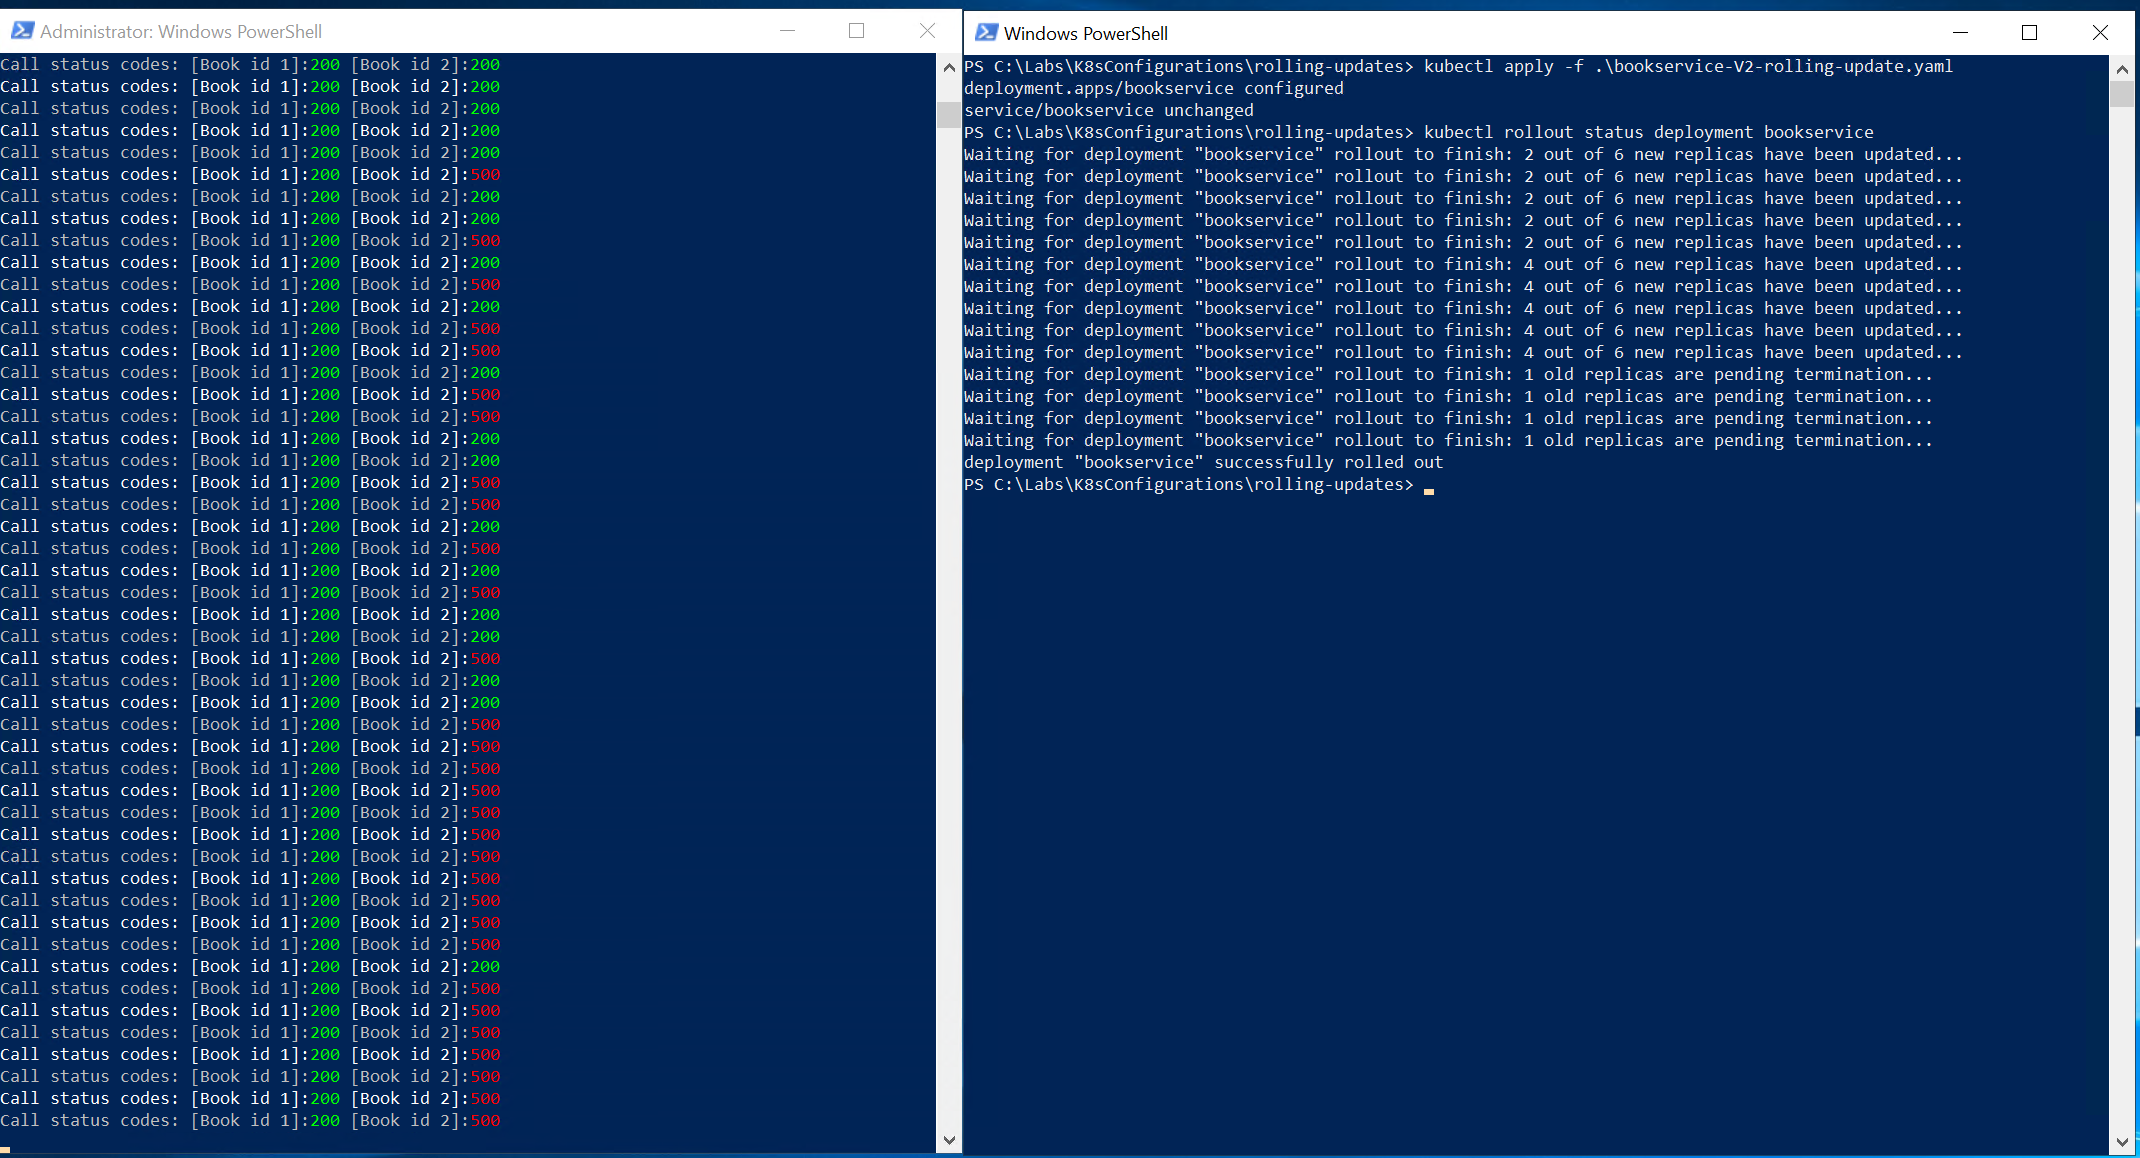 Administrator: Windows PowerShell
Call status codes: [Book id 1]:200 [Book id 2]:200
Call status codes: [Book id 1]:200 [Book id 2]:200
Call status codes: [Book id 1]:200 [Book id 2]:200
Call status codes: [Book id 1]:200 [Book id 2]:200
Call status codes: [Book id 1]:200 [Book id 2]:200
Call status codes: [Book id 1]:200 [Book id 2]:500
Call status codes: [Book id 1]:200 [Book id 2]:200
Call status codes: [Book id 1]:200 [Book id 2]:200
Call status codes: [Book id 1]:200 [Book id 2]:500
Call status codes: [Book id 1]:200 [Book id 2]:200
Call status codes: [Book id 1]:200 [Book id 2]:500
Call status codes: [Book id 1]:200 [Book id 2]:200
Call status codes: [Book id 1]:200 [Book id 2]:500
Call status codes: [Book id 1]:200 [Book id 2]:500
Call status codes: [Book id 1]:200 [Book id 2]:200
Call status codes: [Book id 1]:200 [Book id 2]:500
Call status codes: [Book id 1]:200 [Book id 2]:500
Call status codes: [Book id 1]:200 [Book id 2]:200
Call status codes: [Book id 1]:200 [Book id 2]:200
Call status codes: [Book id 1]:200 [Book id 2]:500
Call status codes: [Book id 1]:200 [Book id 2]:500
Call status codes: [Book id 1]:200 [Book id 2]:200
Call status codes: [Book id 1]:200 [Book id 2]:500
Call status codes: [Book id 1]:200 [Book id 2]:200
Call status codes: [Book id 1]:200 [Book id 2]:500
Call status codes: [Book id 1]:200 [Book id 2]:200
Call status codes: [Book id 1]:200 [Book id 2]:200
Call status codes: [Book id 1]:200 [Book id 2]:500
Call status codes: [Book id 1]:200 [Book id 2]:200
Call status codes: [Book id 1]:200 [Book id 2]:200
Call status codes: [Book id 1]:200 [Book id 2]:500
Call status codes: [Book id 1]:200 [Book id 2]:500
Call status codes: [Book id 1]:200 [Book id 2]:500
Call status codes: [Book id 1]:200 [Book id 2]:500
Call status codes: [Book id 1]:200 [Book id 2]:500
Call status codes: [Book id 1]:200 [Book id 2]:500
Call status codes: [Book id 1]:200 [Book id 2]:500
Call status codes: [Book id 1]:200 [Book id 2]:500
Call status codes: [Book id 1]:200 [Book id 2]:500
Call status codes: [Book id 1]:200 [Book id 2]:500
Call status codes: [Book id 1]:200 [Book id 2]:500
Call status codes: [Book id 1]:200 [Book id 2]:200
Call status codes: [Book id 1]:200 [Book id 2]:500
Call status codes: [Book id 1]:200 [Book id 2]:500
Call status codes: [Book id 1]:200 [Book id 2]:500
Call status codes: [Book id 1]:200 [Book id 2]:500
Call status codes: [Book id 1]:200 [Book id 2]:500
Call status codes: [Book id 1]:200 [Book id 2]:500
Call status codes: [Book id 1]:200 [Book id 2]:500
Windows PowerShell
PS C:\Labs\K8sConfigurations\rolling-updates> kubectl apply -f .\bookservice-V2-rolling-update.yaml
deployment.apps/bookservice configured
service/bookservice unchanged
PS C:\Labs\K8sConfigurations\rolling-updates> kubectl rollout status deployment bookservice
Waiting for deployment "bookservice" rollout to finish: 2 out of 6 new replicas have been updated...
Waiting for deployment "bookservice" rollout to finish: 2 out of 6 new replicas have been updated...
Waiting for deployment "bookservice" rollout to finish: 2 out of 6 new replicas have been updated...
Waiting for deployment "bookservice" rollout to finish: 2 out of 6 new replicas have been updated...
Waiting for deployment "bookservice" rollout to finish: 2 out of 6 new replicas have been updated...
Waiting for deployment "bookservice" rollout to finish: 4 out of 6 new replicas have been updated...
Waiting for deployment "bookservice" rollout to finish: 4 out of 6 new replicas have been updated...
Waiting for deployment "bookservice" rollout to finish: 4 out of 6 new replicas have been updated...
Waiting for deployment "bookservice" rollout to finish: 4 out of 6 new replicas have been updated...
Waiting for deployment "bookservice" rollout to finish: 4 out of 6 new replicas have been updated...
Waiting for deployment "bookservice" rollout to finish: 1 old replicas are pending termination...
Waiting for deployment "bookservice" rollout to finish: 1 old replicas are pending termination...
Waiting for deployment "bookservice" rollout to finish: 1 old replicas are pending termination...
Waiting for deployment "bookservice" rollout to finish: 1 old replicas are pending termination...
deployment "bookservice" successfully rolled out
PS C:\Labs\K8sConfigurations\rolling-updates>